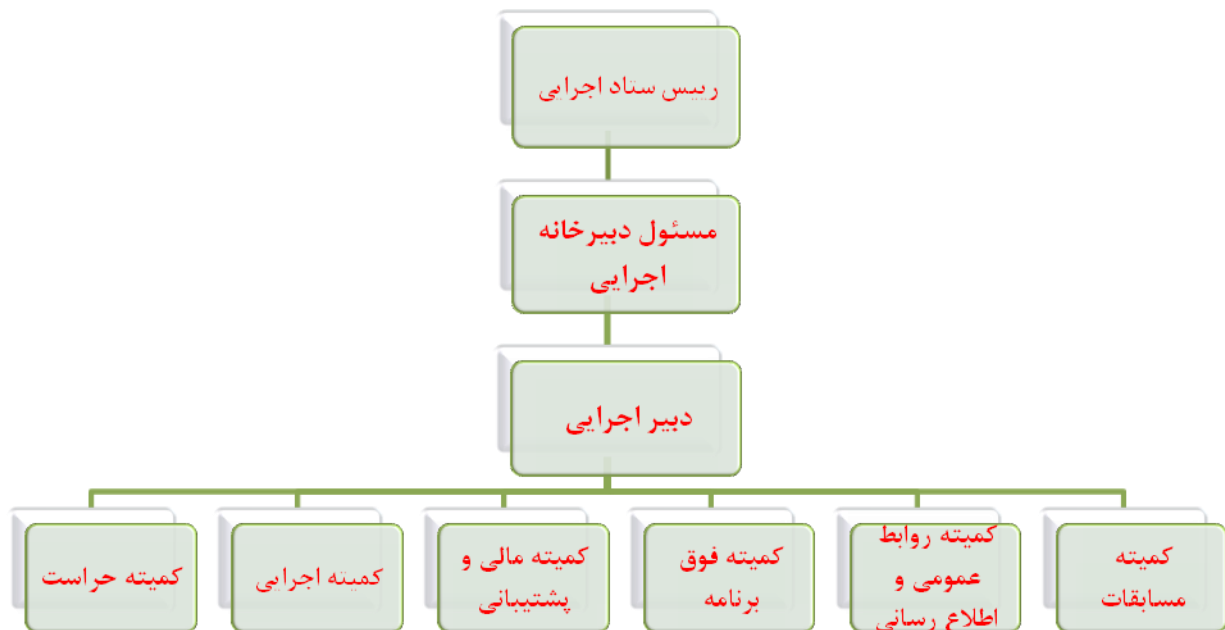 رییس ستاد اجرایی
مسئول دبیرخانه
اجرایی
دبیر اجرایی
کمیته
مسابقات
کمیته روابط
عمومی و
اطلاع رسانی
کمیته فوق
برنامه
کمیته مالی و
پشتیبانی
کمیته اجرایی
کمیته حراست